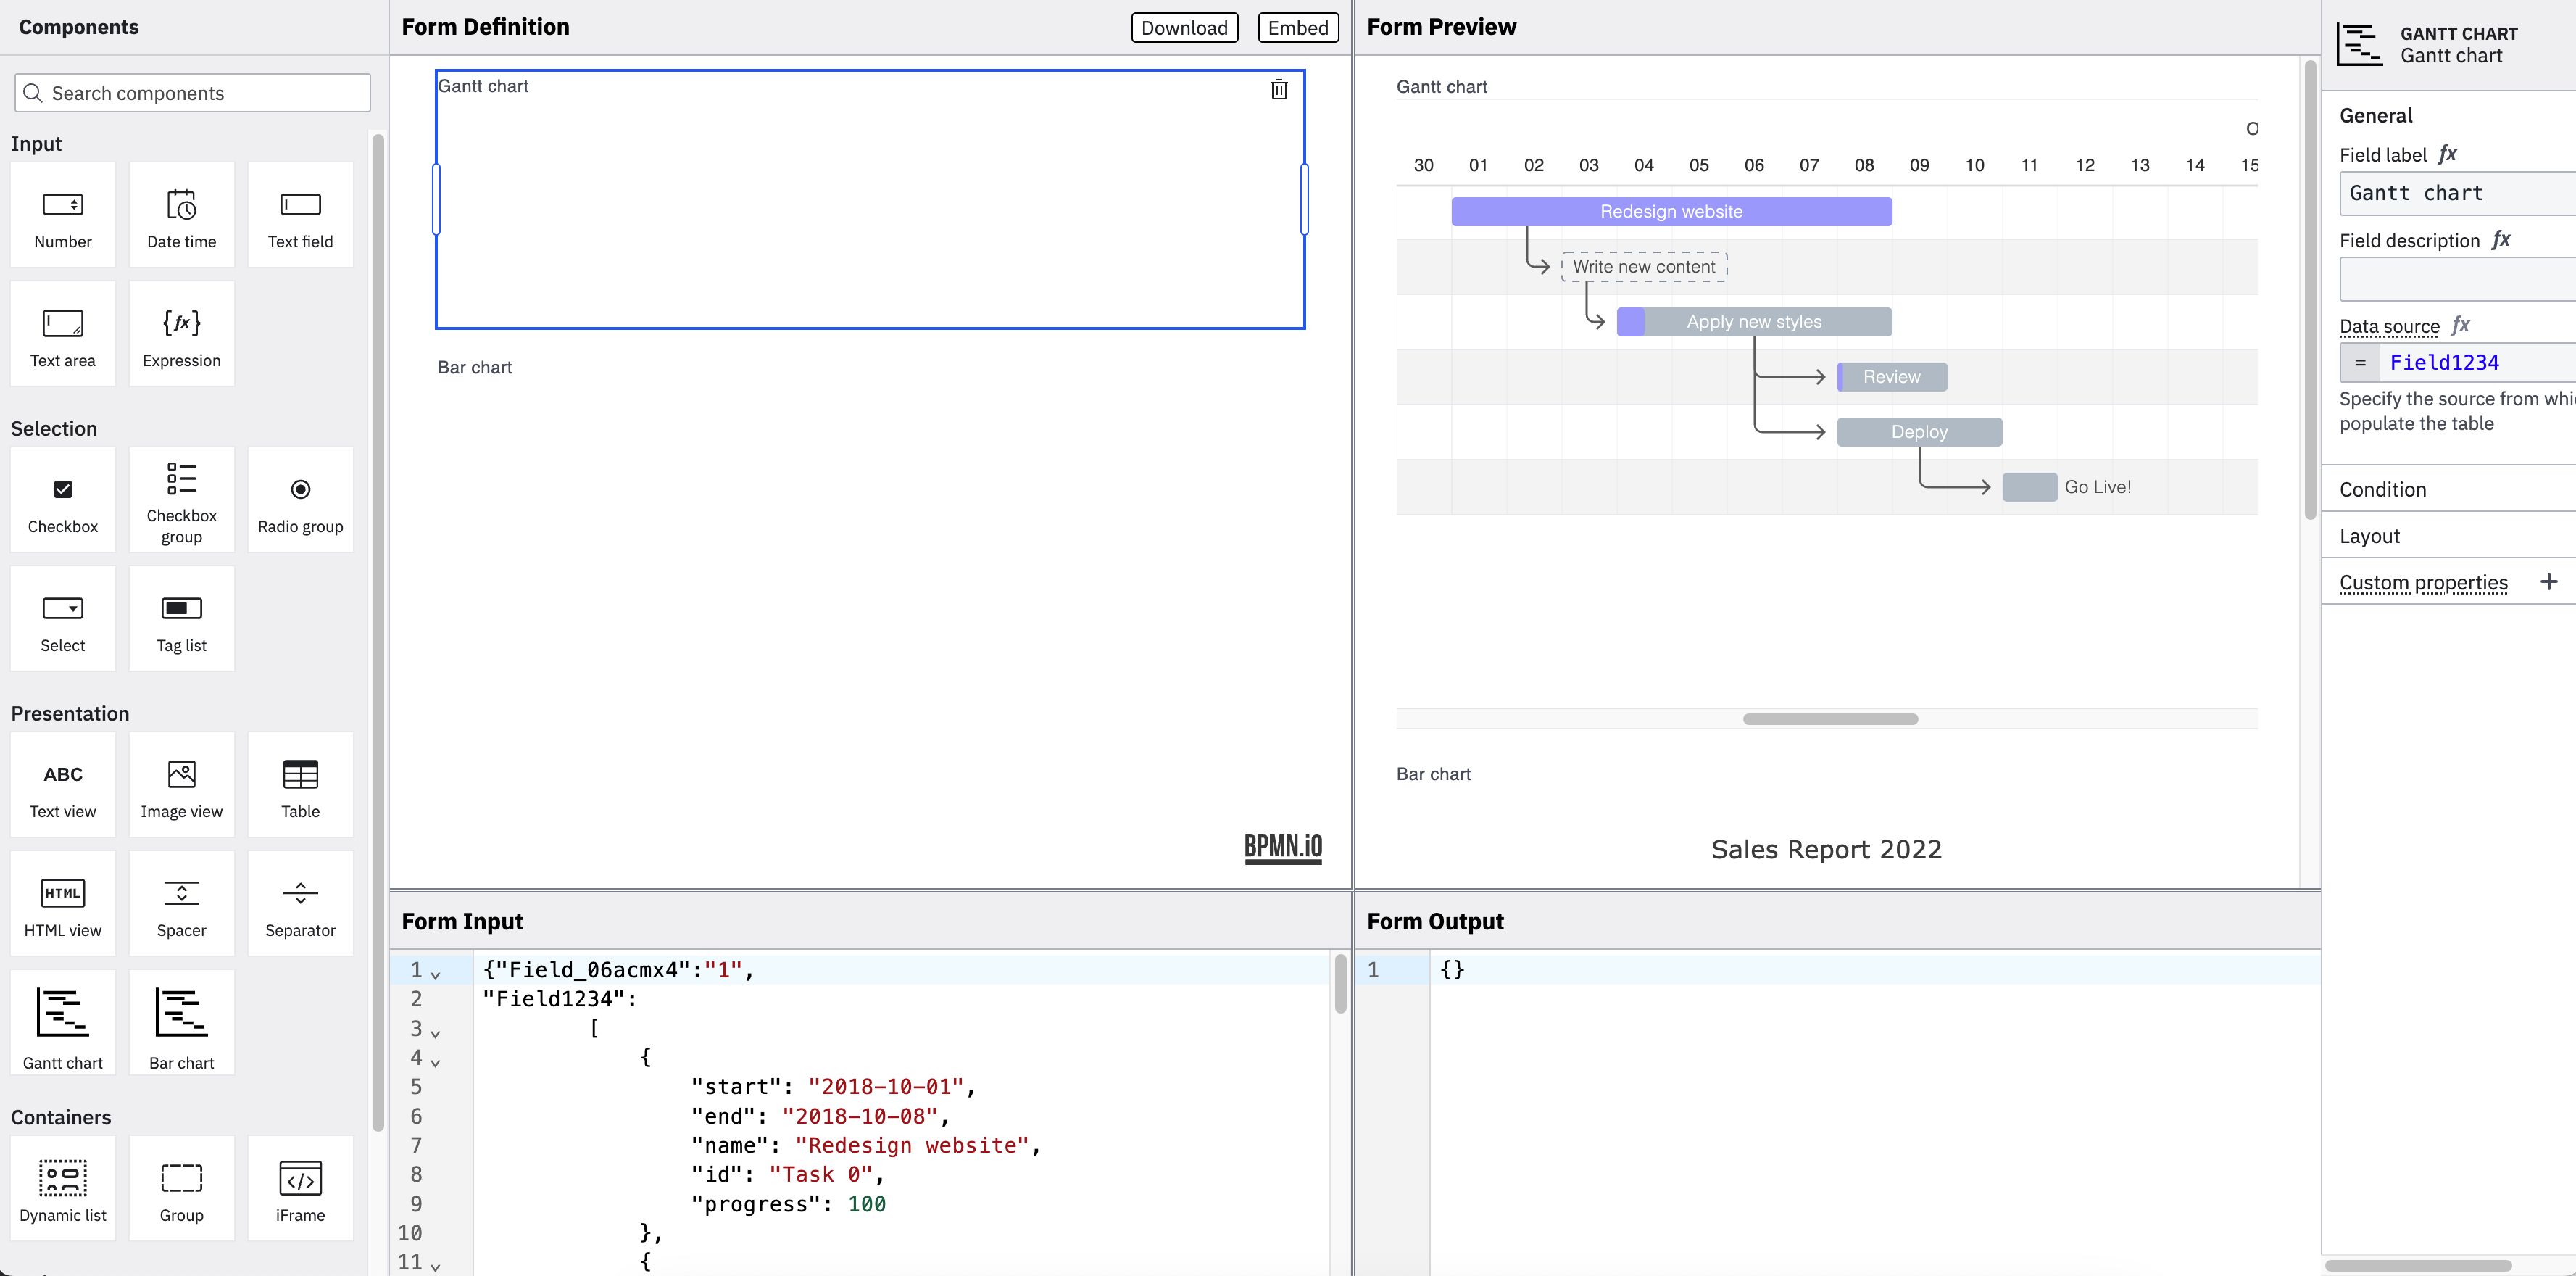 Components
Search components
Input
Number
Date time
Text field
Text area
{fx}
Expression
Selection
Checkbox
Checkbox
group
Radio group
Select
Tag list
Presentation
ABC
Text view
Image view
Table
HTML
HTML view
Spacer
Separator
Gantt chart
Bar chart
Containers
Dynamic list
Group
</>
iFrame
Form Definition
Download
Embed
Gantt chart
Bar chart
BPMN.iO
Form Preview
Gantt chart
O
30 01 02 03 04 05 06 07 08 09 10 11 12 13 14 15
Redesign website
Write new content
Apply new styles
Review
Deploy
Go Live!
Bar chart
Sales Report 2022
Form Input
1 {"Field_06acmx4":"1",
2 "Field1234":
3 [
4 {
5 "start": "2018-10-01",
6 "end": "2018-10-08",
7 "name": "Redesign website",
8 "id": "Task 0",
9 "progress": 100
10 },
11 {
Form Output
1 {}
GANTT CHART
Gantt chart
General
Field label fx
Gantt chart
Field description fx
Data source fx
= Field1234
Specify the source from whi
populate the table
Condition
Layout
Custom properties +